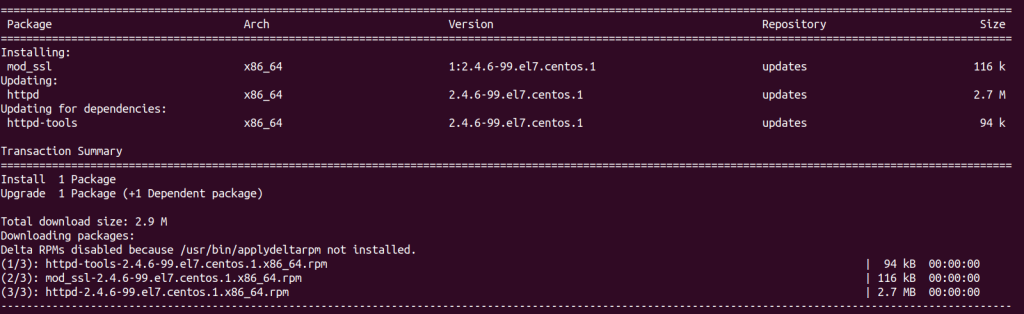 ================================================================================
Package Arch Version Repository Size
================================================================================
Installing:
mod_ssl x86_64 1:2.4.6-99.el7.centos.1 updates 116 k
Updating:
httpd x86_64 2.4.6-99.el7.centos.1 updates 2.7 M
Updating for dependencies:
httpd-tools x86_64 2.4.6-99.el7.centos.1 updates 94 k
Transaction Summary
================================================================================
Install 1 Package
Upgrade 1 Package (+1 Dependent package)
Total download size: 2.9 M
Downloading packages:
Delta RPMs disabled because /usr/bin/applydeltarpm not installed.
(1/3): httpd-tools-2.4.6-99.el7.centos.1.x86_64.rpm | 94 kB 00:00:00
(2/3): mod_ssl-2.4.6-99.el7.centos.1.x86_64.rpm | 116 kB 00:00:00
(3/3): httpd-2.4.6-99.el7.centos.1.x86_64.rpm | 2.7 MB 00:00:00
--------------------------------------------------------------------------------